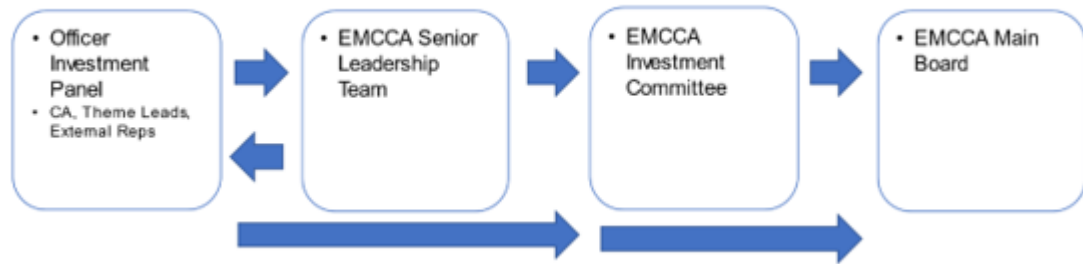 • Officer
Investment
Panel
• CA, Theme Leads,
External Reps
• EMCCA Senior
Leadership
Team
• EMCCA
Investment
Committee
• EMCCA Main
Board